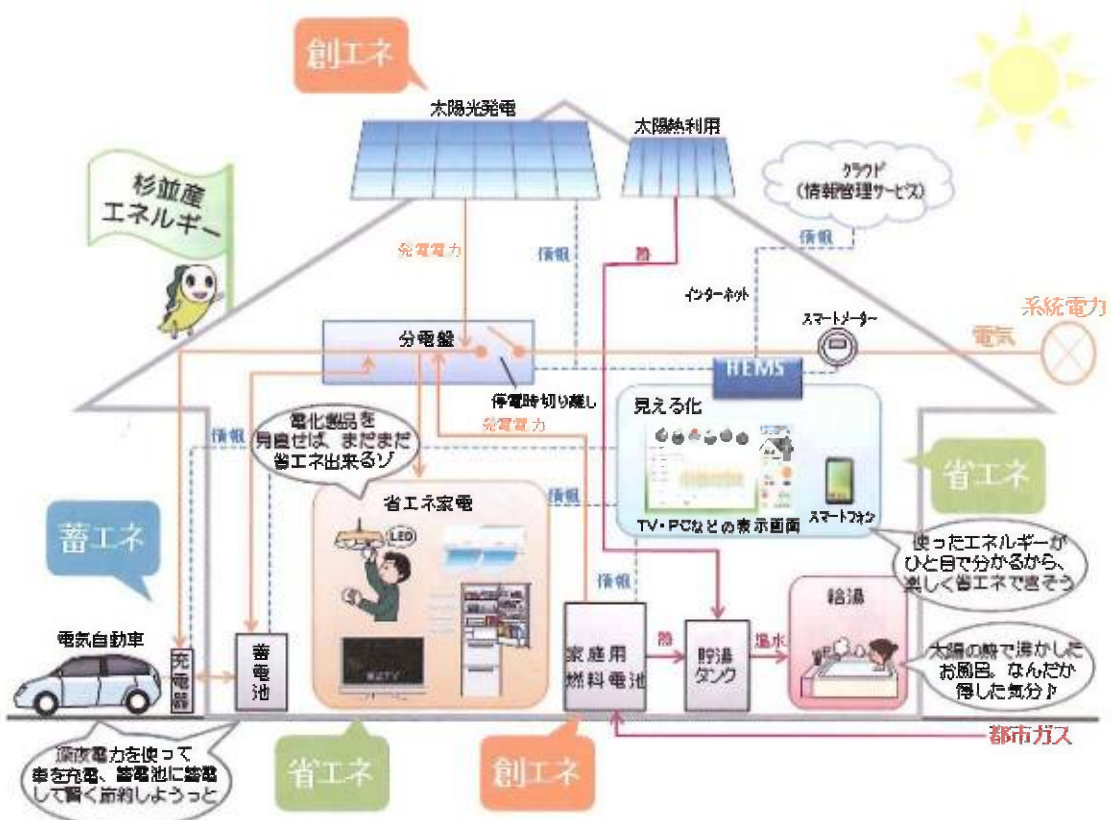 創エネ
太陽光発電
太陽熱利用
クラウド
（情報管理サービス）
杉並産
エネルギー
発電電力
情報
熱
情報
インターネット
系統電力
スマートメーター
電気
分電盤
HEMS
停電時切り離し
発電電力
見える化
情報
電化製品を
見直せば、まだまだ
省エネ出来るゾ
省エネ
省エネ家電
LED
情報
TV・PCなどの表示画面
スマートフォン
蓄エネ
使ったエネルギーが
ひと目で分かるから、
楽しく省エネできそう
情報
給湯
電気自動車
充電器
蓄電池
家庭用
燃料電池
熱
貯湯
タンク
温水
太陽の熱で沸かした
お風呂。なんだか
得した気分♪
都市ガス
深夜電力を使って
車を充電、蓄電池に蓄電
して賢く節約しようっと
省エネ
創エネ